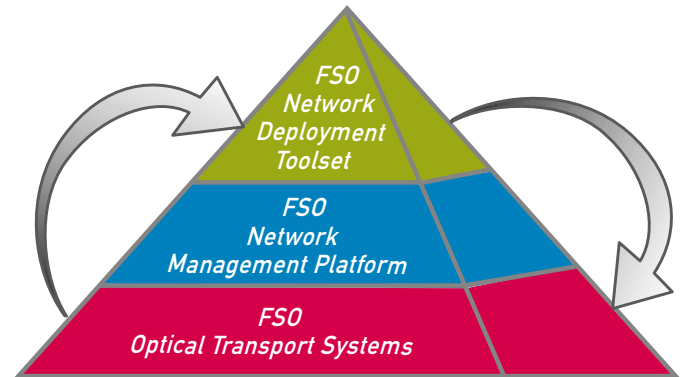 FSO
Network
Deployment
Toolset
FSO
Network
Management Platform
FSO
Optical Transport Systems